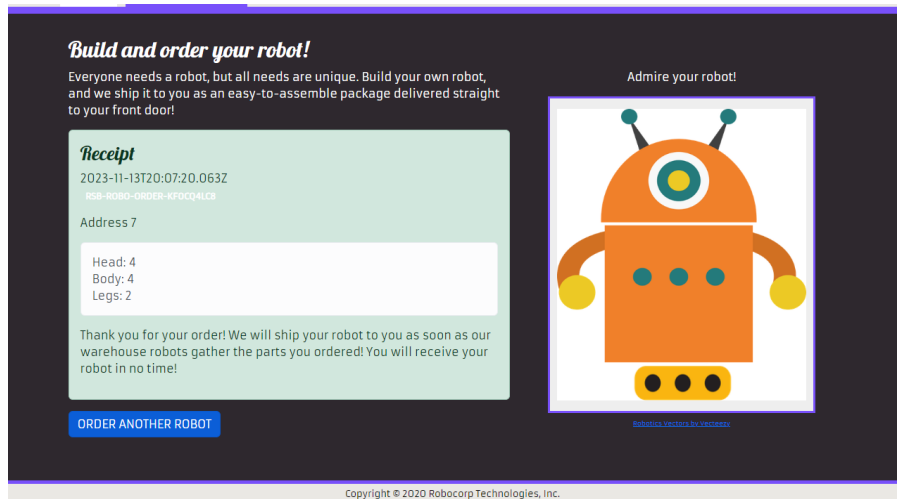 Build and order your robot!
Everyone needs a robot, but all needs are unique. Build your own robot,
and we ship it to you as an easy-to-assemble package delivered straight
to your front door!
Receipt
2023-11-13T20:07:20.063Z
RSB-ROBO-ORDER-KFOCQ4LC8
Address 7
Head: 4
Body: 4
Legs: 2
Thank you for your order! We will ship your robot to you as soon as our
warehouse robots gather the parts you ordered! You will receive your
robot in no time!
ORDER ANOTHER ROBOT
Admire your robot!
Robotics Vectors by Vecteezy
Copyright © 2020 Robocorp Technologies, Inc.